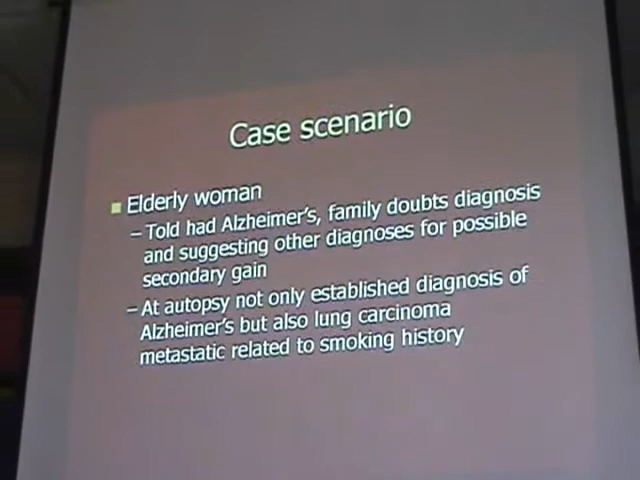 Case scenario
Elderly woman
– Told had Alzheimer's, family doubts diagnosis
and suggesting other diagnoses for possible
secondary gain
– At autopsy not only established diagnosis of
Alzheimer's but also lung carcinoma
metastatic related to smoking history